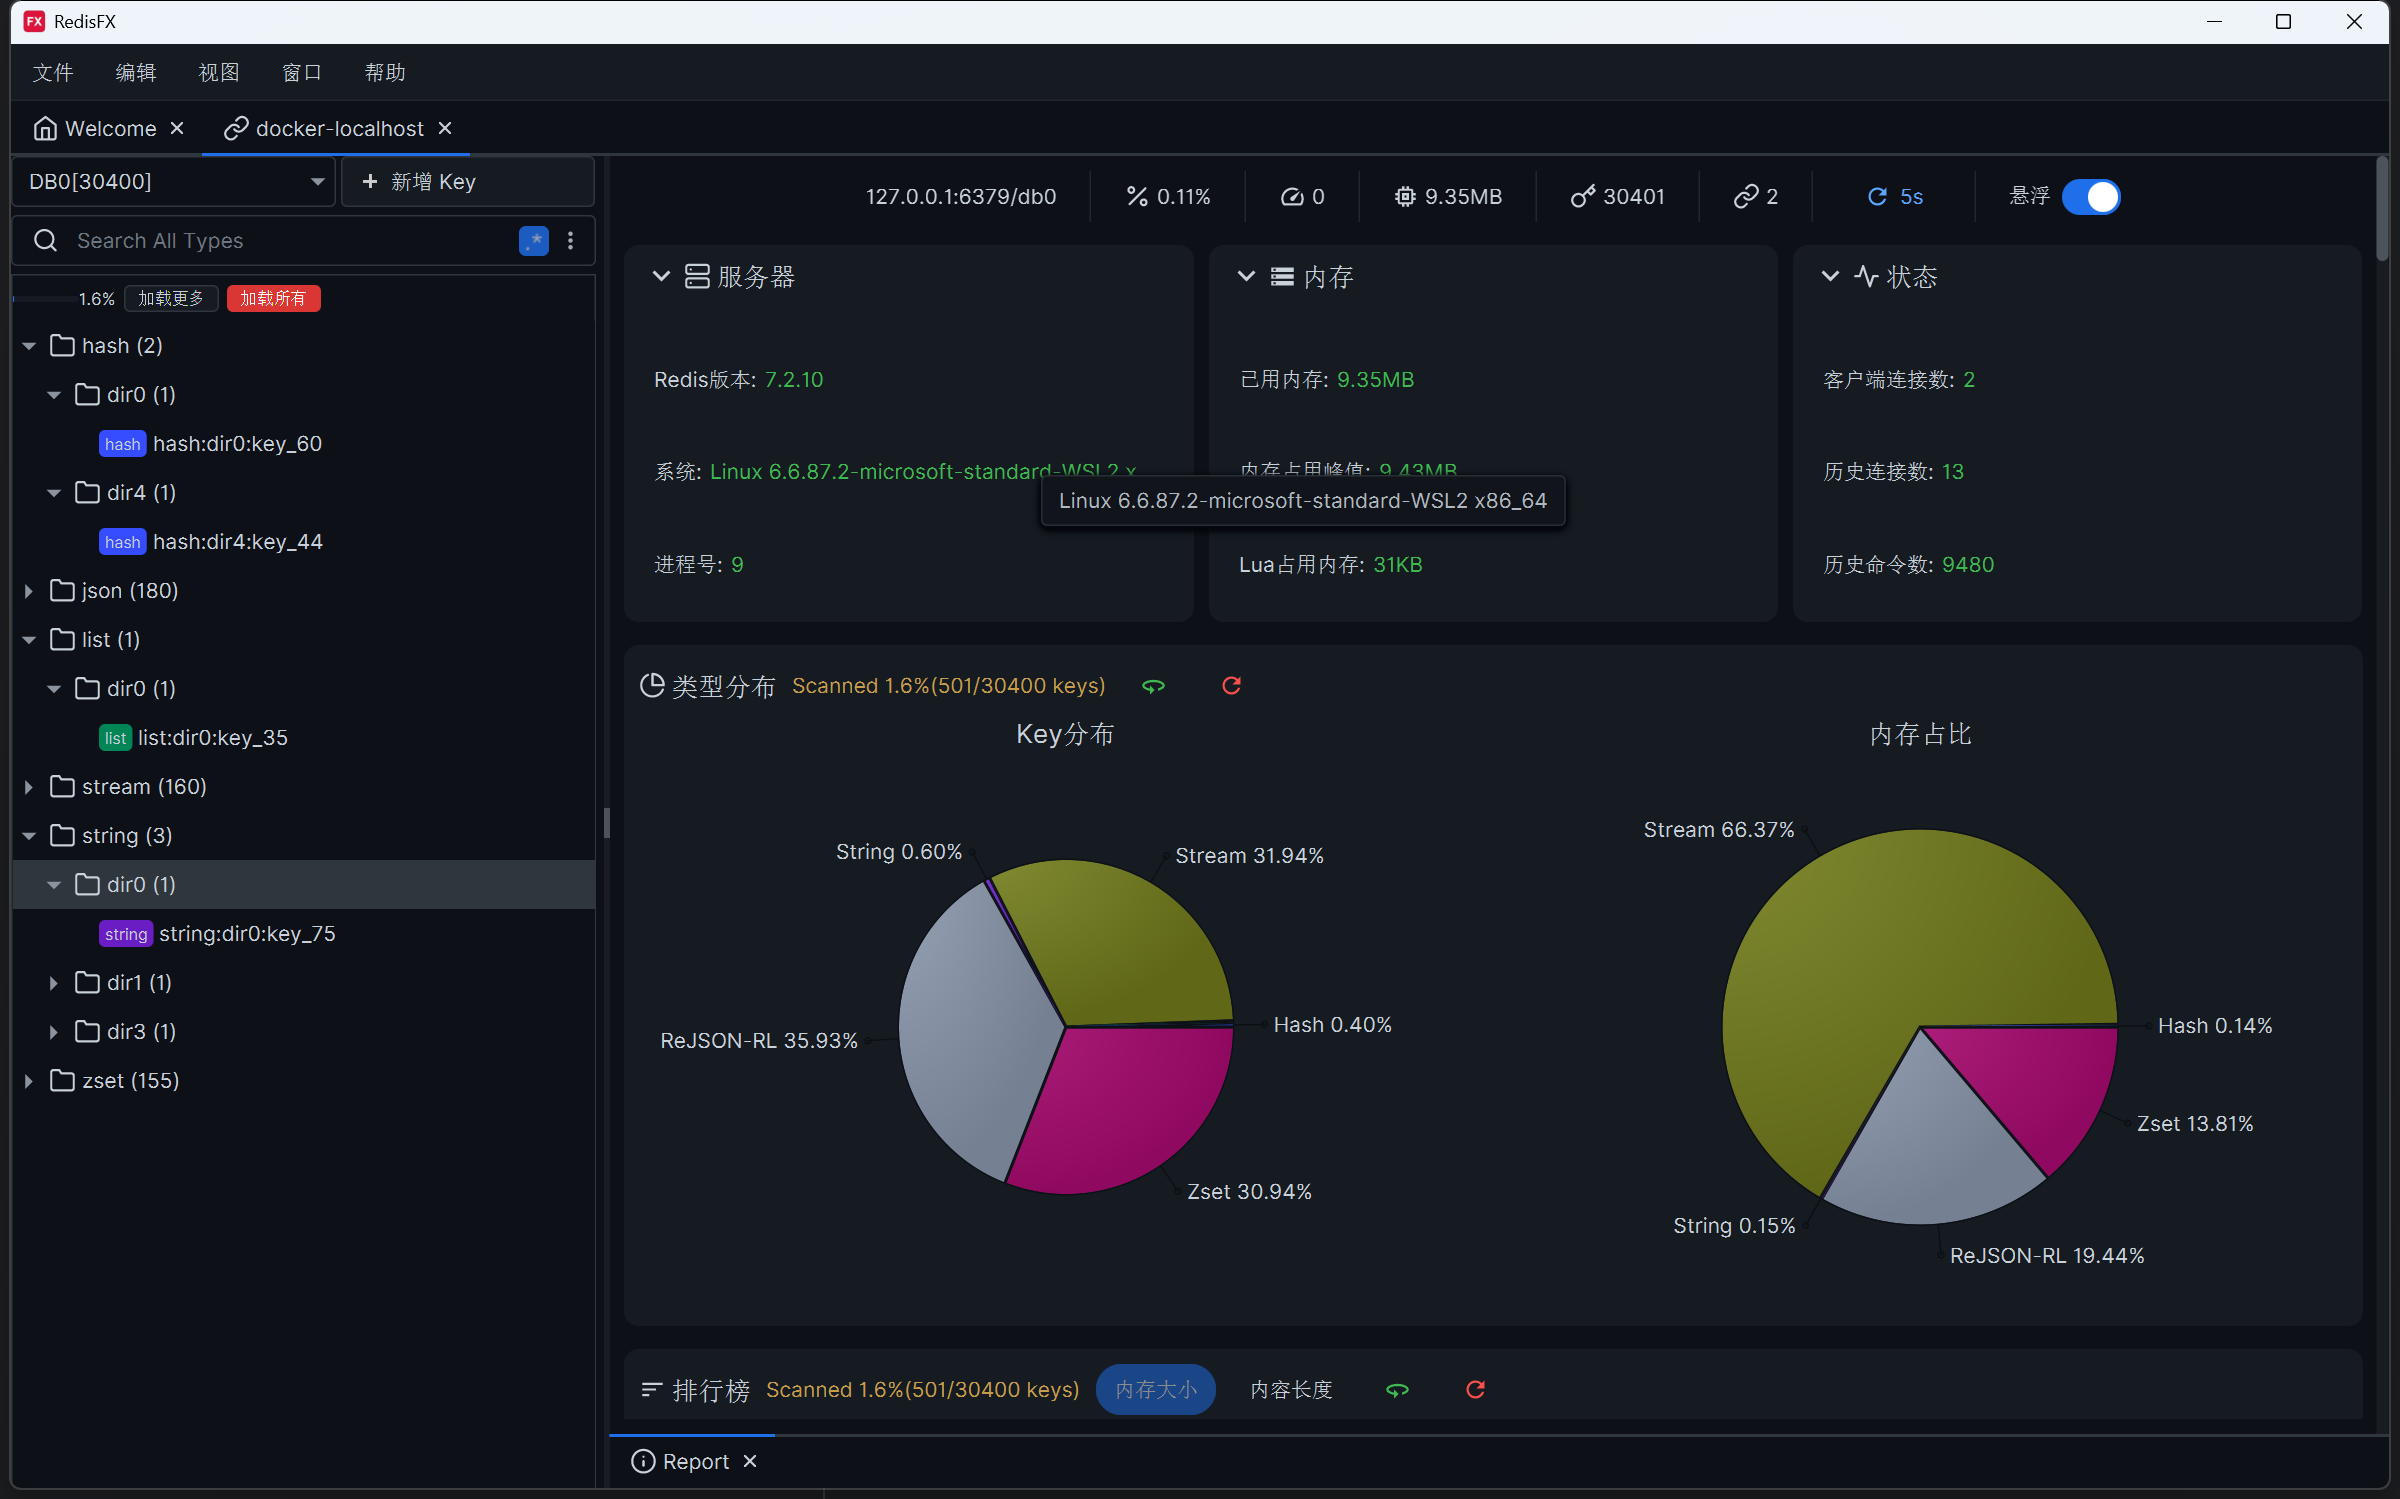 RedisFX
文件 编辑 视图 窗口 帮助
Welcome docker-localhost
DB0[30400] + 新增 Key
Search All Types .*
1.6% 加载更多 加载所有
hash (2)
dir0 (1)
hash hash:dir0:key_60
dir4 (1)
hash hash:dir4:key_44
json (180)
list (1)
dir0 (1)
list list:dir0:key_35
stream (160)
string (3)
dir0 (1)
string string:dir0:key_75
dir1 (1)
dir3 (1)
zset (155)
127.0.0.1:6379/db0 0.11% 0 9.35MB 30401 2 5s 悬浮
服务器
Redis版本: 7.2.10
系统: Linux 6.6.87.2-microsoft-standard-WSL2 x
进程号: 9
内存
已用内存: 9.35MB
内存占用峰值: 9.43MB
Linux 6.6.87.2-microsoft-standard-WSL2 x86_64
Lua占用内存: 31KB
状态
客户端连接数: 2
历史连接数: 13
历史命令数: 9480
类型分布 Scanned 1.6%(501/30400 keys)
Key分布
String 0.60%
Stream 31.94%
Hash 0.40%
ReJSON-RL 35.93%
Zset 30.94%
内存占比
Stream 66.37%
Hash 0.14%
Zset 13.81%
String 0.15%
ReJSON-RL 19.44%
排行榜 Scanned 1.6%(501/30400 keys) 内存大小 内容长度
Report